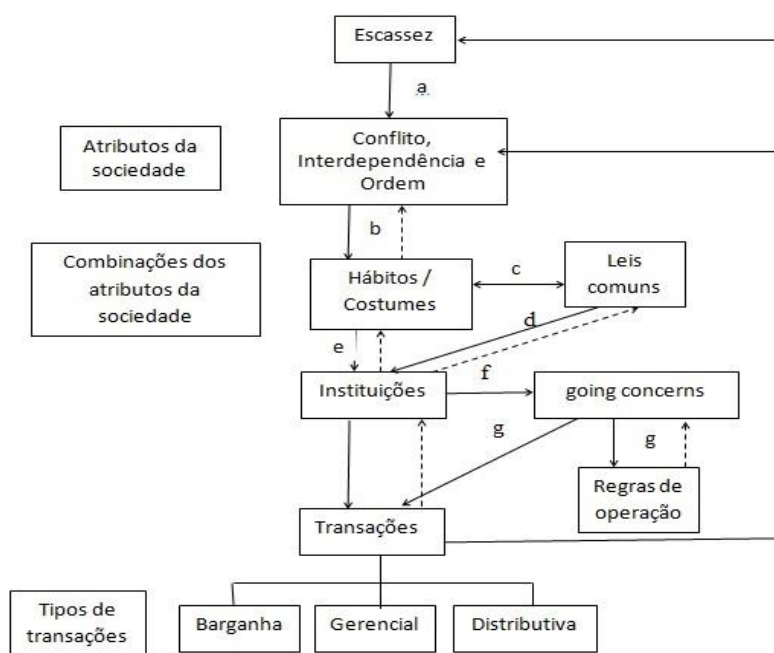 Escassez
a
Atributos da
sociedade
Conflito,
Interdependência e
Ordem
b
Combinações dos
atributos da
sociedade
Hábitos /
Costumes
c
Leis
comuns
d
e
Instituições
f
going concerns
g
g
Regras de
operação
Transações
Tipos de
transações
Barganha
Gerencial
Distributiva